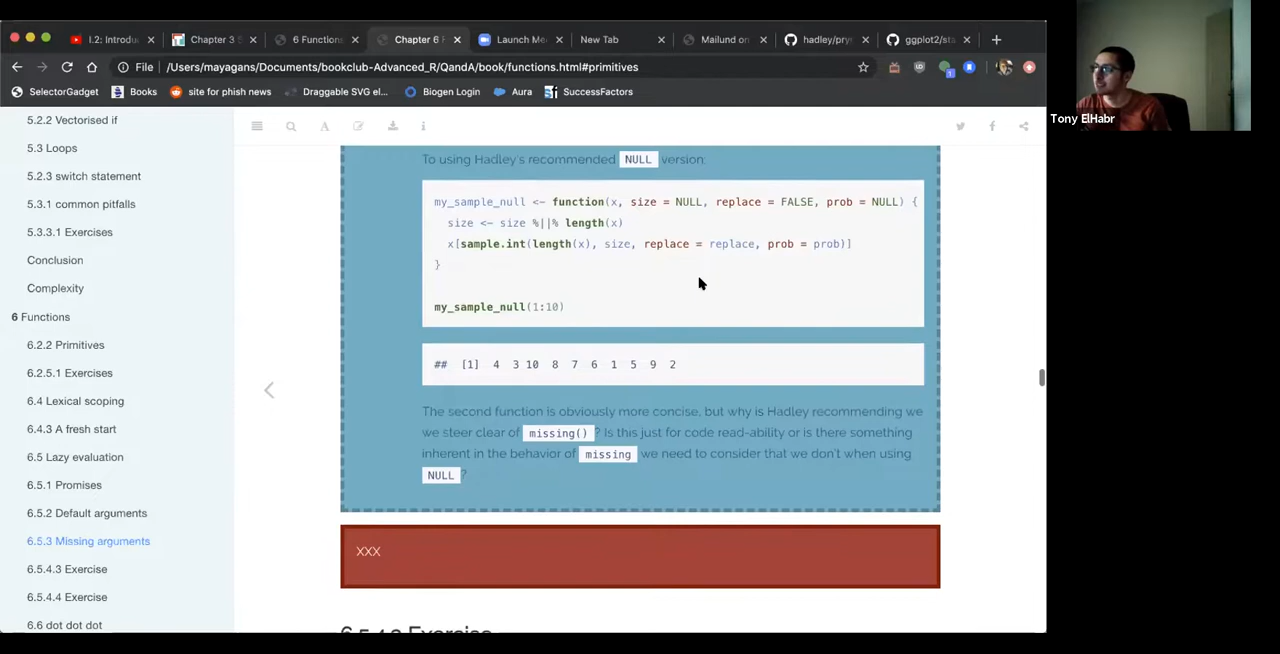 I.2: Introdu
Chapter 3 S
6 Functions
Chapter 6 F
Launch Me
New Tab
Mailund on
hadley/pry
ggplot2/sta
File | /Users/mayagans/Documents/bookclub-Advanced_R/QandA/book/functions.html#primitives
SelectorGadget
Books
site for phish news
Draggable SVG el...
Biogen Login
Aura
SuccessFactors
Tony ElHabr
5.2.2 Vectorised if
5.3 Loops
5.2.3 switch statement
5.3.1 common pitfalls
5.3.3.1 Exercises
Conclusion
Complexity
6 Functions
6.2.2 Primitives
6.2.5.1 Exercises
6.4 Lexical scoping
6.4.3 A fresh start
6.5 Lazy evaluation
6.5.1 Promises
6.5.2 Default arguments
6.5.3 Missing arguments
6.5.4.3 Exercise
6.5.4.4 Exercise
6.6 dot dot dot
To using Hadley's recommended NULL version:
my_sample_null <- function(x, size = NULL, replace = FALSE, prob = NULL) {
size <- size %||% length(x)
x[sample.int(length(x), size, replace = replace, prob = prob)]
}
my_sample_null(1:10)
## [1] 4 3 10 8 7 6 1 5 9 2
The second function is obviously more concise, but why is Hadley recommending we
we steer clear of missing() ? Is this just for code read-ability or is there something
inherent in the behavior of missing we need to consider that we don't when using
NULL ?
XXX
6.5.4.3 Exercise